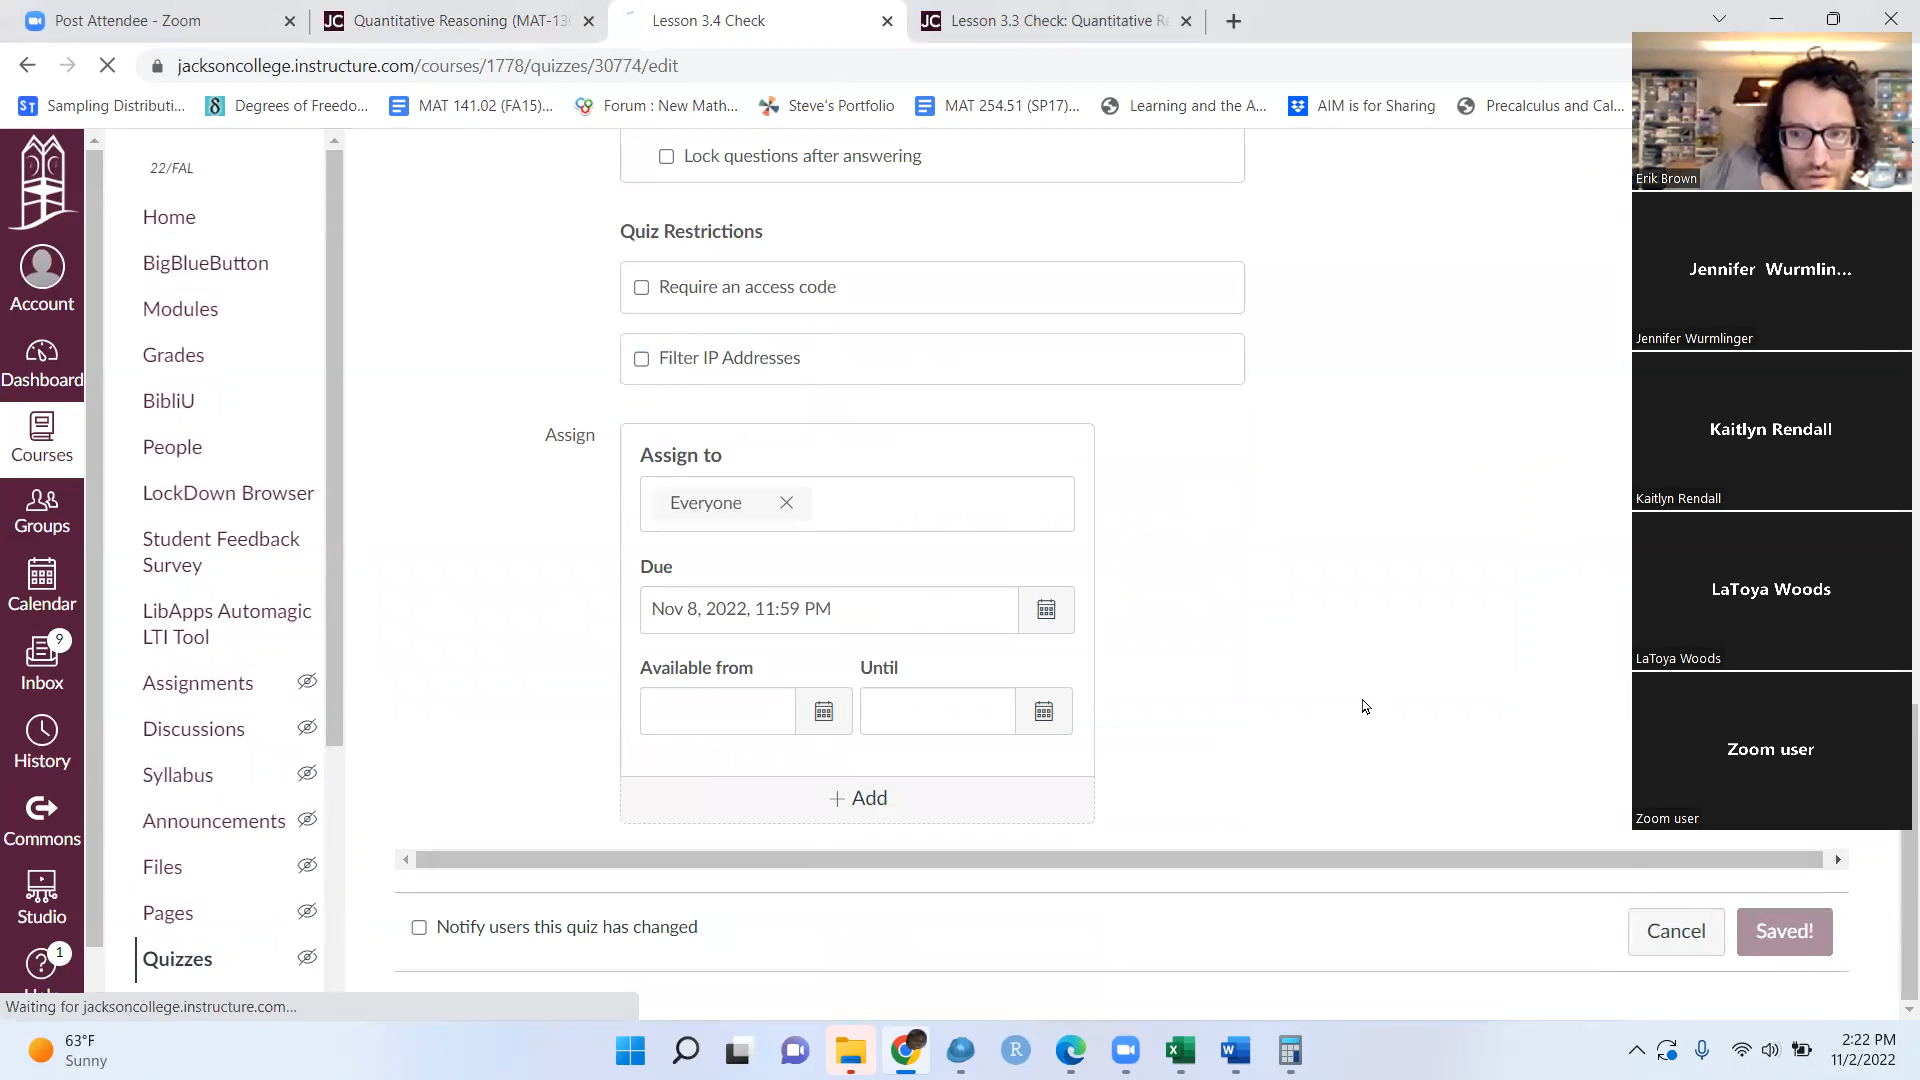 Post Attendee - Zoom
Quantitative Reasoning (MAT-130
Lesson 3.4 Check
Lesson 3.3 Check: Quantitative Re
jacksoncollege.instructure.com/courses/1778/quizzes/30774/edit
Sampling Distributi...
Degrees of Freedo...
MAT 141.02 (FA15)...
Forum : New Math...
Steve's Portfolio
MAT 254.51 (SP17)...
Learning and the A...
AIM is for Sharing
Precalculus and Cal...
Account
Dashboard
Courses
Groups
Calendar
9
Inbox
History
Commons
Studio
1
22/FAL
Home
BigBlueButton
Modules
Grades
BibliU
People
LockDown Browser
Student Feedback
Survey
LibApps Automagic
LTI Tool
Assignments
Discussions
Syllabus
Announcements
Files
Pages
Quizzes
Lock questions after answering
Quiz Restrictions
Require an access code
Filter IP Addresses
Assign
Assign to
Everyone
Due
Nov 8, 2022, 11:59 PM
Available from
Until
+ Add
Notify users this quiz has changed
Cancel
Saved!
Erik Brown
Jennifer Wurmlin...
Jennifer Wurmlinger
Kaitlyn Rendall
Kaitlyn Rendall
LaToya Woods
LaToya Woods
Zoom user
Zoom user
Waiting for jacksoncollege.instructure.com...
63°F
Sunny
2:22 PM
11/2/2022